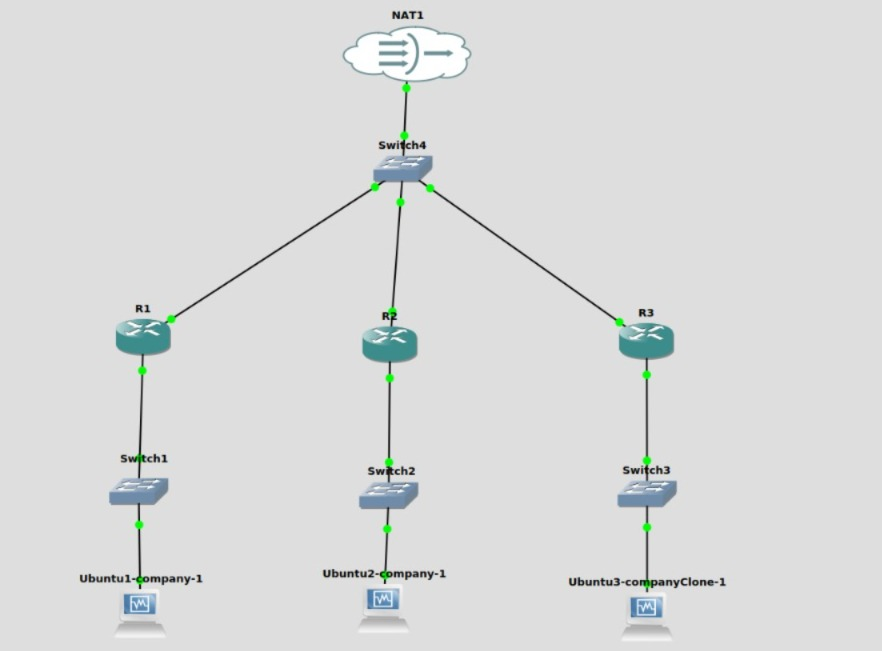 NAT1
Switch4
R1
R2
R3
Switch1
Switch2
Switch3
Ubuntu1-company-1
Ubuntu2-company-1
Ubuntu3-companyClone-1